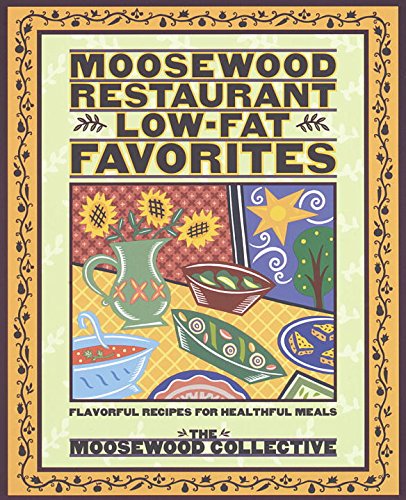 MOOSEWOOD
RESTAURANT
LOW-FAT
FAVORITES
FLAVORFUL RECIPES FOR HEALTHFUL MEALS
THE
MOOSEWOOD COLLECTIVE